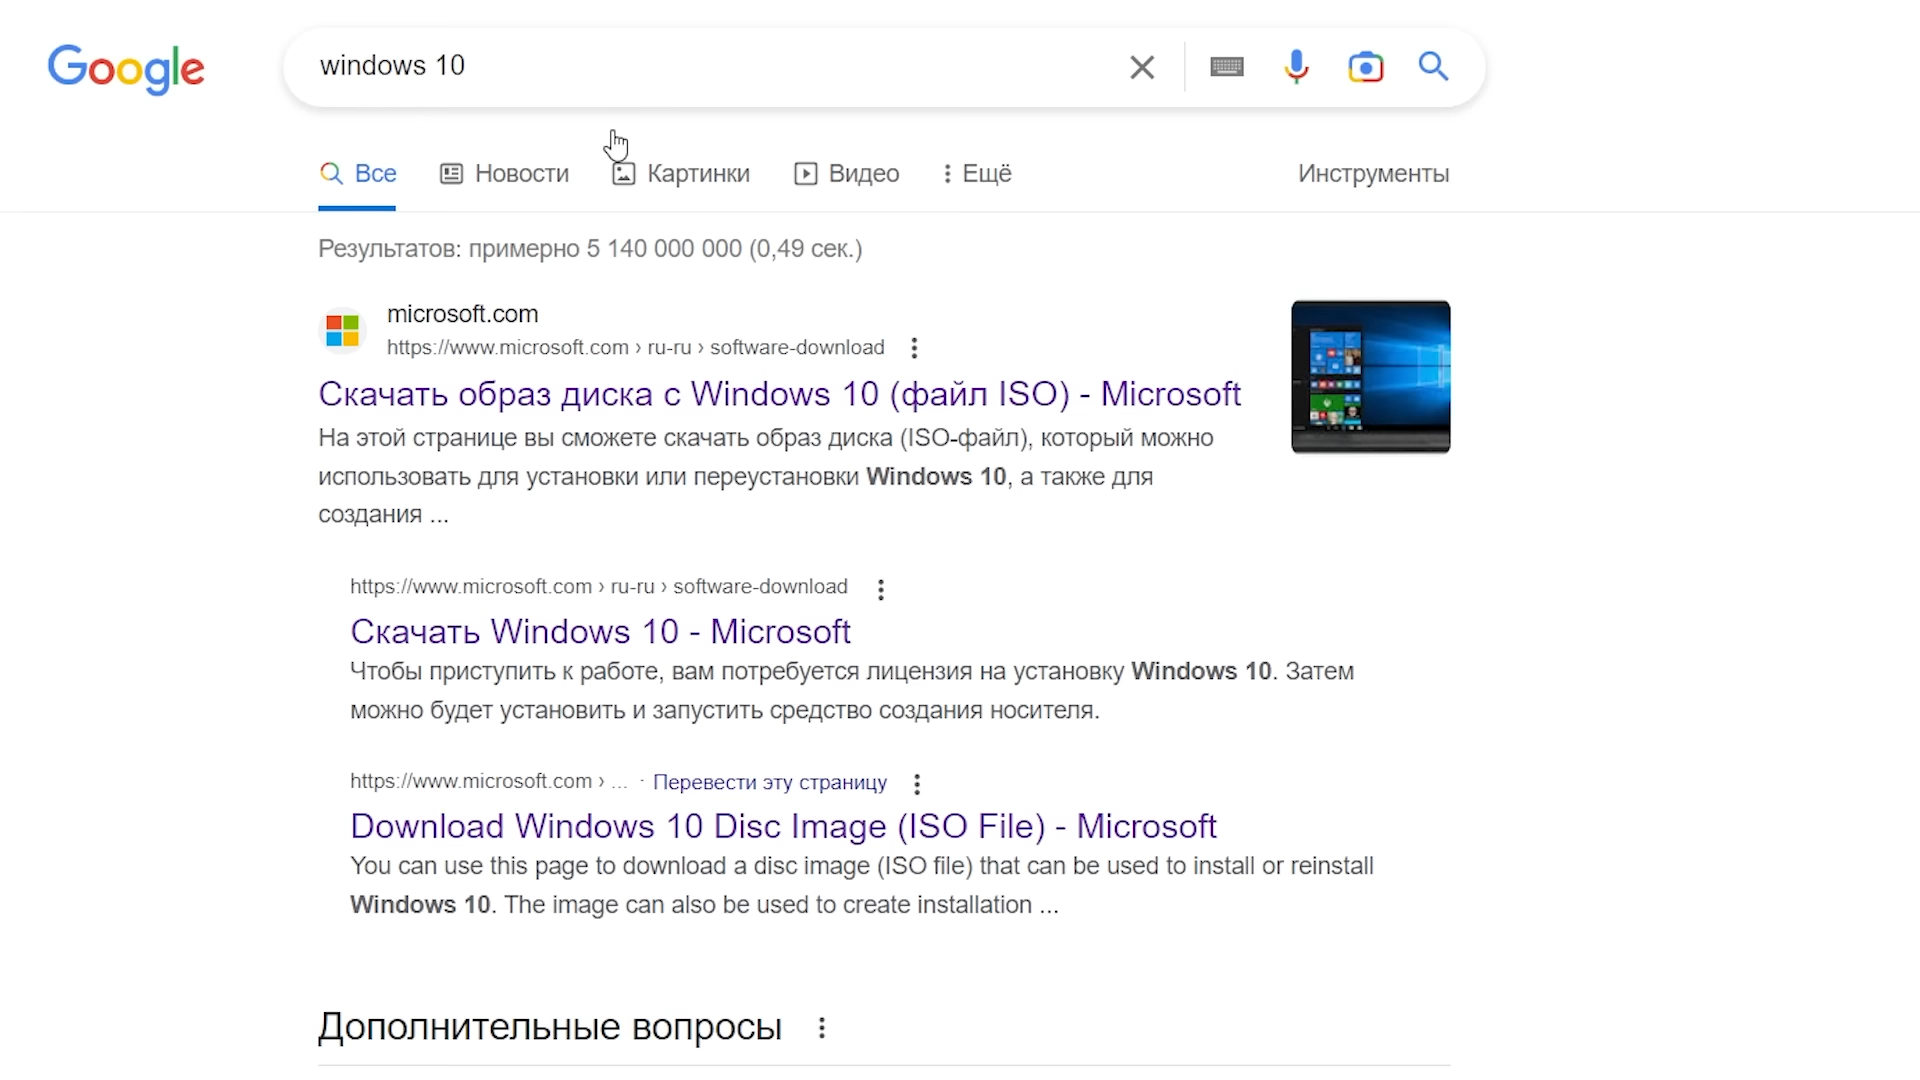 Google
windows 10
Все Новости Картинки Видео Ещё Инструменты
Результатов: примерно 5 140 000 000 (0,49 сек.)
microsoft.com
https://www.microsoft.com › ru-ru › software-download
Скачать образ диска с Windows 10 (файл ISO) - Microsoft
На этой странице вы сможете скачать образ диска (ISO-файл), который можно
использовать для установки или переустановки Windows 10, а также для
создания ...
https://www.microsoft.com › ru-ru › software-download
Скачать Windows 10 - Microsoft
Чтобы приступить к работе, вам потребуется лицензия на установку Windows 10. Затем
можно будет установить и запустить средство создания носителя.
https://www.microsoft.com › ... · Перевести эту страницу
Download Windows 10 Disc Image (ISO File) - Microsoft
You can use this page to download a disc image (ISO file) that can be used to install or reinstall
Windows 10. The image can also be used to create installation ...
Дополнительные вопросы